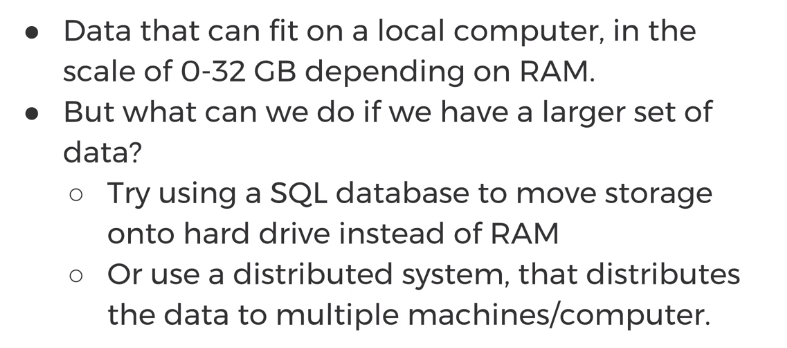 ● Data that can fit on a local computer, in the
scale of 0-32 GB depending on RAM.
● But what can we do if we have a larger set of
data?
○ Try using a SQL database to move storage
onto hard drive instead of RAM
○ Or use a distributed system, that distributes
the data to multiple machines/computer.